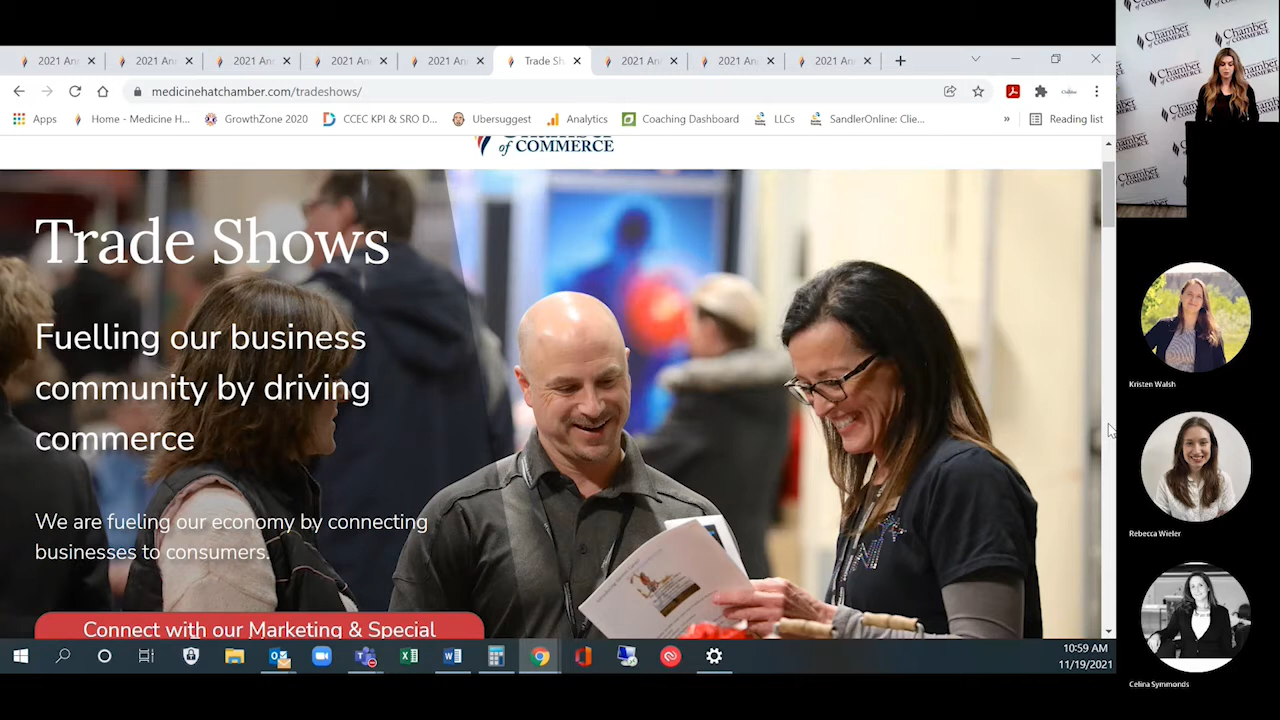 2021 An
2021 An
2021 An
2021 An
2021 An
Trade Sh
2021 An
2021 An
2021 An
medicinehatchamber.com/tradeshows/
Apps
Home - Medicine H...
GrowthZone 2020
CCEC KPI & SRO D...
Ubersuggest
Analytics
Coaching Dashboard
LLCs
SandlerOnline: Clie...
»
Reading list
Chamber
of COMMERCE
Trade Shows
Fuelling our business
community by driving
commerce
We are fueling our economy by connecting
businesses to consumers.
Connect with our Marketing & Special
10:59 AM
11/19/2021
Chamber
of COMMERCE
Chamber
of COMMERCE
Kristen Walsh
Rebecca Wieler
Celina Symmonds